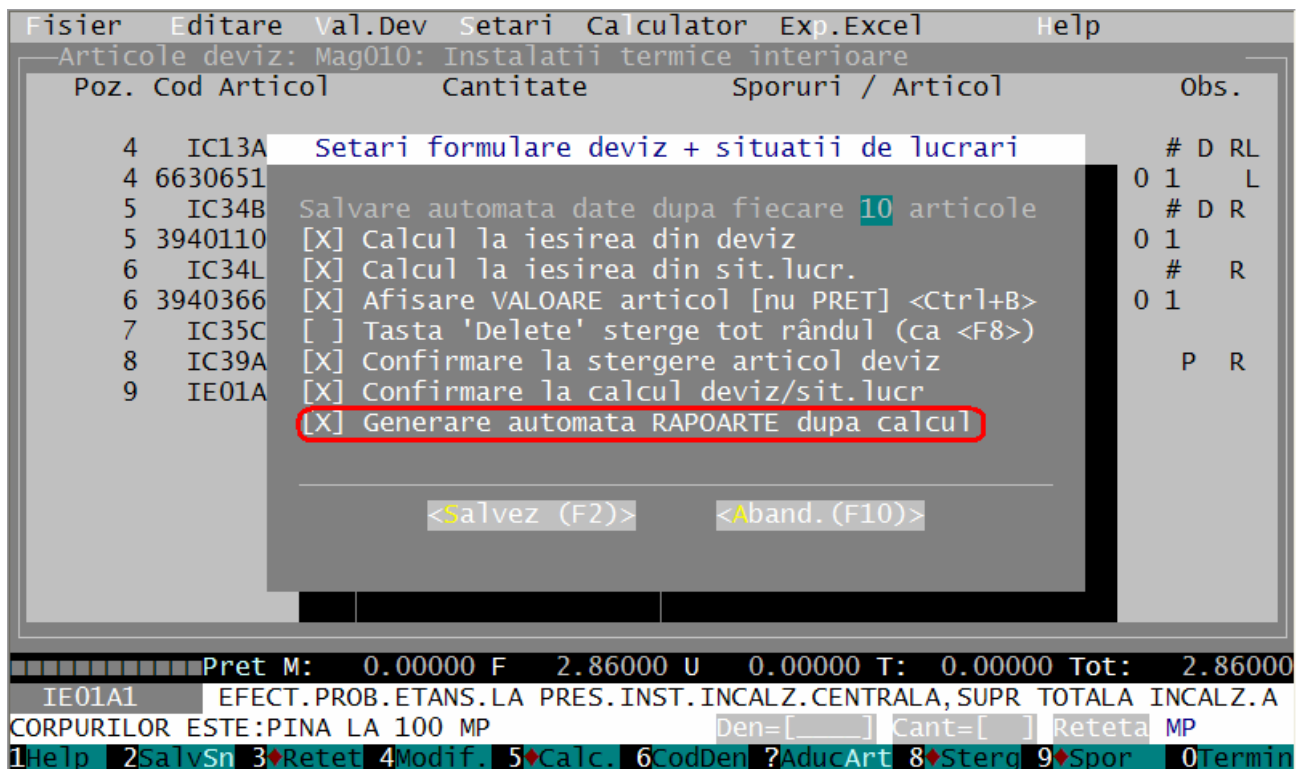 Fisier Editare Val.Dev Setari Calculator Exp.Excel Help
Articole deviz: Mag010: Instalatii termice interioare
Poz. Cod Articol Cantitate Sporuri / Articol Obs.
4 IC13A Setari formulare deviz + situatii de lucrari # D RL
4 6630651 0 1 L
5 IC34B Salvare automata date dupa fiecare 10 articole # D R
5 3940110 [X] Calcul la iesirea din deviz 0 1
6 IC34L [X] Calcul la iesirea din sit.lucr. # R
6 3940366 [X] Afisare VALOARE articol [nu PRET] <Ctrl+B> 0 1
7 IC35C [ ] Tasta 'Delete' sterge tot rândul (ca <F8>)
8 IC39A [X] Confirmare la stergere articol deviz P R
9 IE01A [X] Confirmare la calcul deviz/sit.lucr
[X] Generare automata RAPOARTE dupa calcul
<Salvez (F2)> <Aband.(F10)>
Pret M: 0.00000 F 2.86000 U 0.00000 T: 0.00000 Tot: 2.86000
IE01A1 EFECT.PROB.ETANS.LA PRES.INST.INCALZ.CENTRALA,SUPR TOTALA INCALZ.A
CORPURILOR ESTE:PINA LA 100 MP Den=[____] Cant=[ ] Reteta MP
1Help 2SalvSn 3♦Retet 4Modif. 5♦Calc. 6CodDen ?AducArt 8♦Sterg 9♦Spor 0Termin